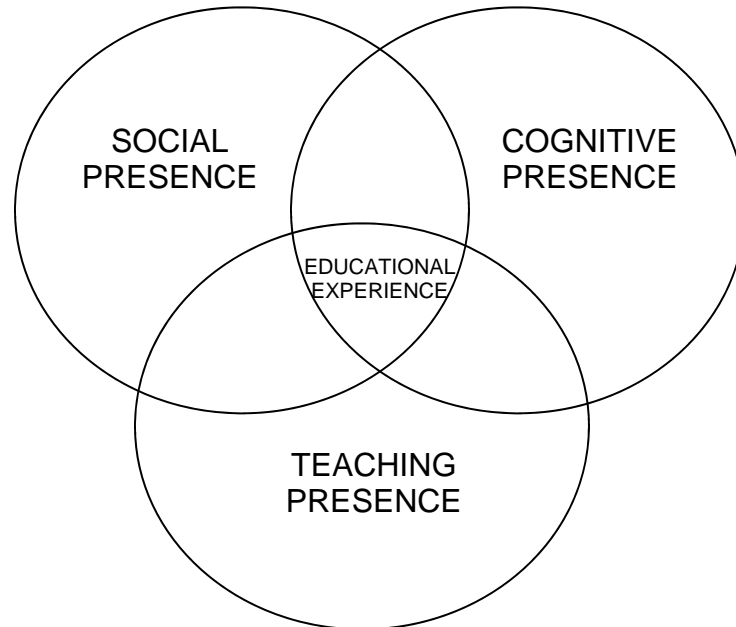 SOCIAL
PRESENCE
COGNITIVE
PRESENCE
EDUCATIONAL
EXPERIENCE
TEACHING
PRESENCE